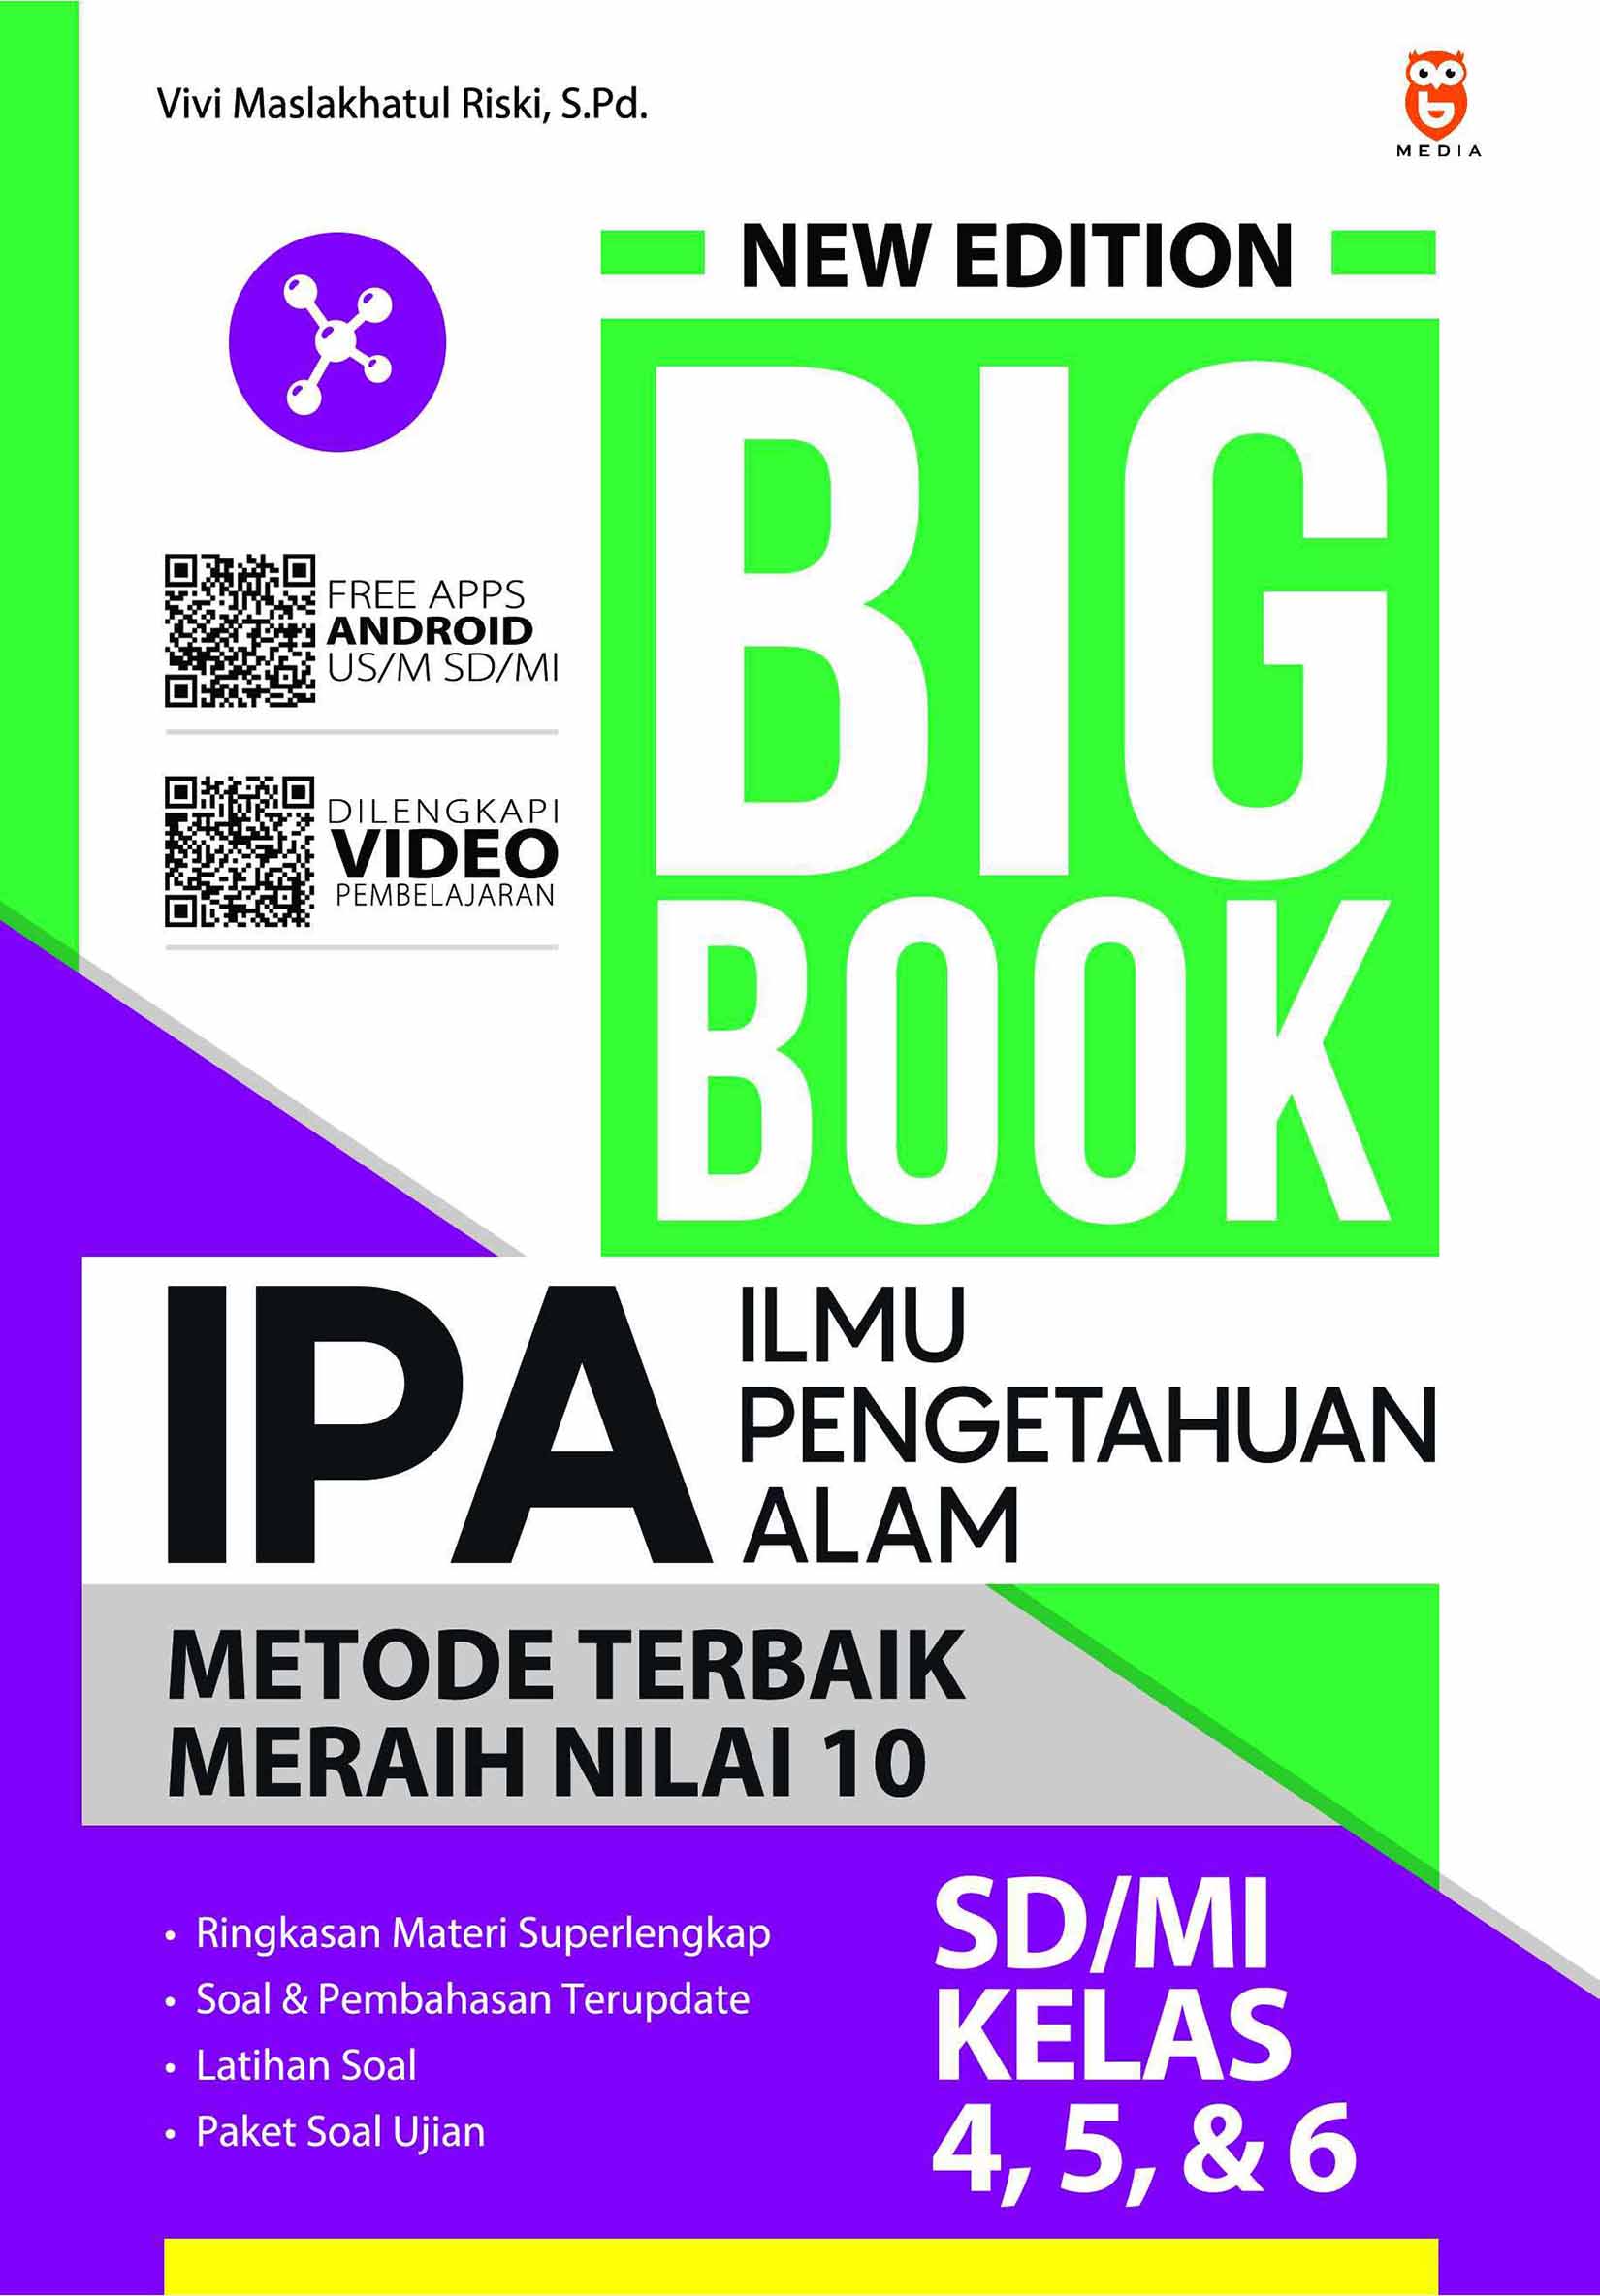 Vivi Maslakhatul Riski, S.Pd.
MEDIA
NEW EDITION
BIG
BOOK
FREE APPS
ANDROID
US/M SD/MI
DILENGKAPI
VIDEO
PEMBELAJARAN
IPA
ILMU
PENGETAHUAN
ALAM
METODE TERBAIK
MERAIH NILAI 10
• Ringkasan Materi Superlengkap
• Soal & Pembahasan Terupdate
• Latihan Soal
• Paket Soal Ujian
SD/MI
KELAS
4, 5, & 6